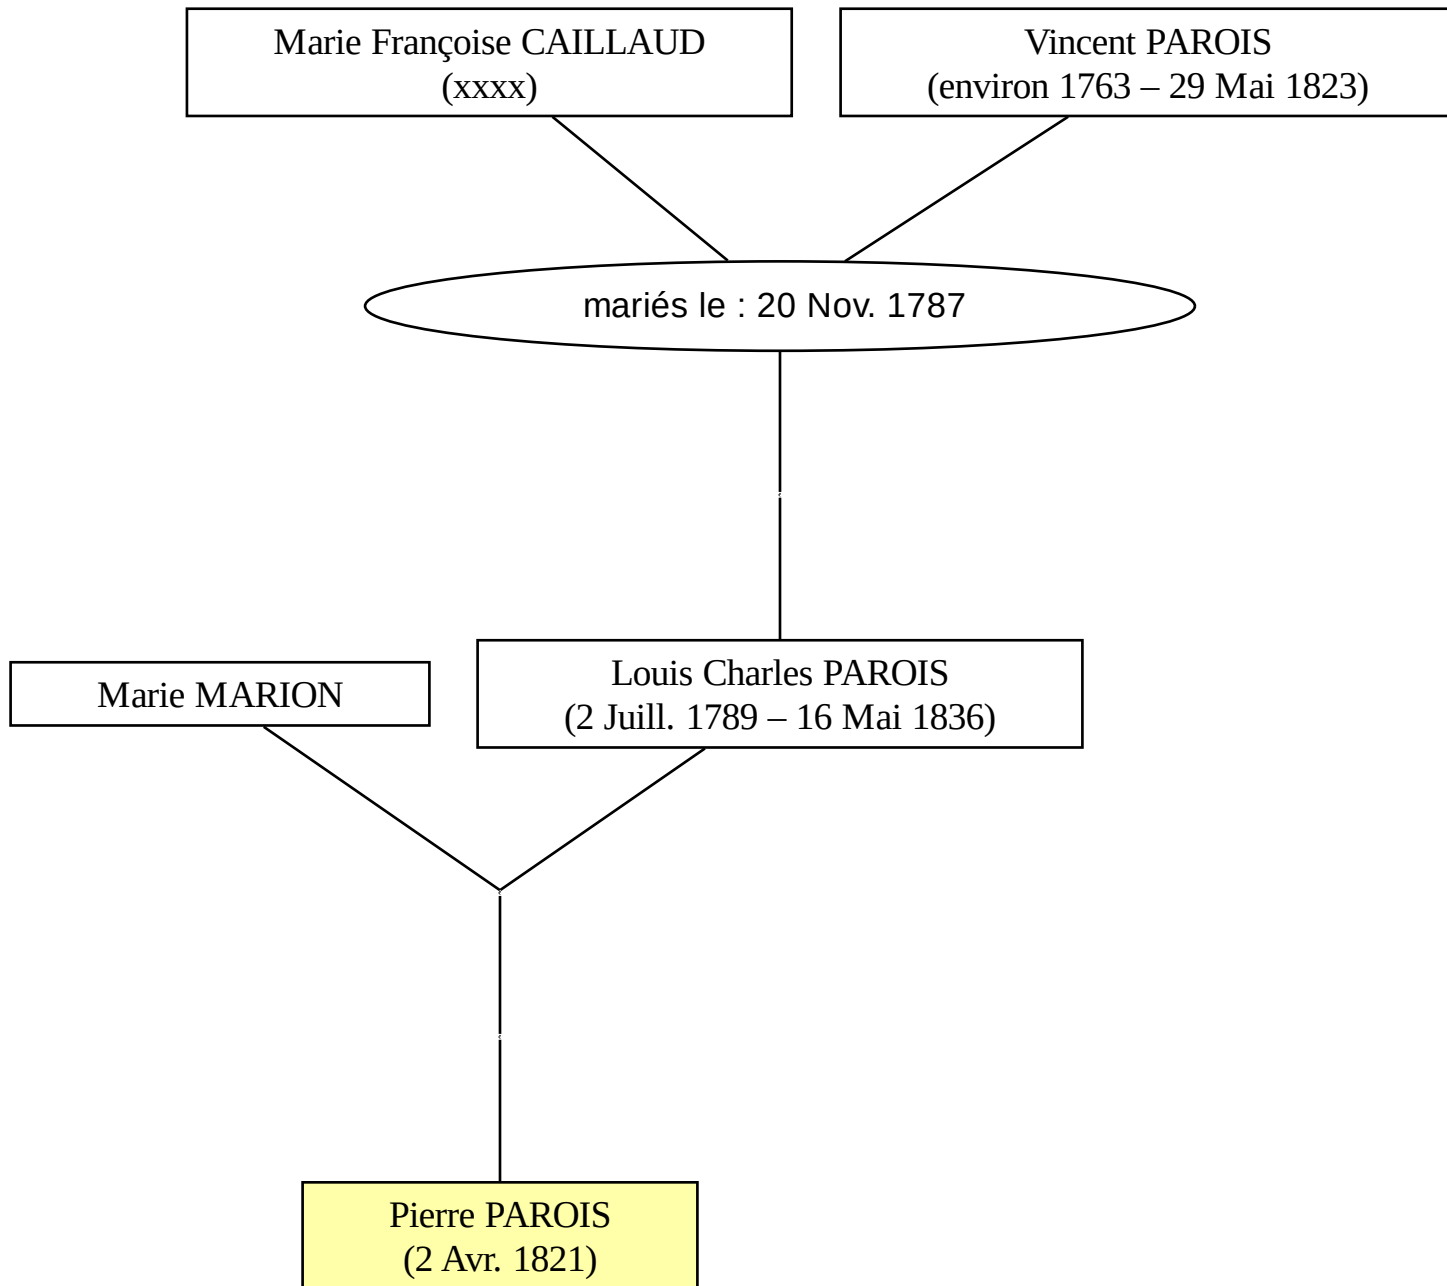 Marie Françoise CAILLAUD
(xxxx)
Vincent PAROIS
(environ 1763 – 29 Mai 1823)
mariés le : 20 Nov. 1787
Marie MARION
Louis Charles PAROIS
(2 Juill. 1789 – 16 Mai 1836)
Pierre PAROIS
(2 Avr. 1821)